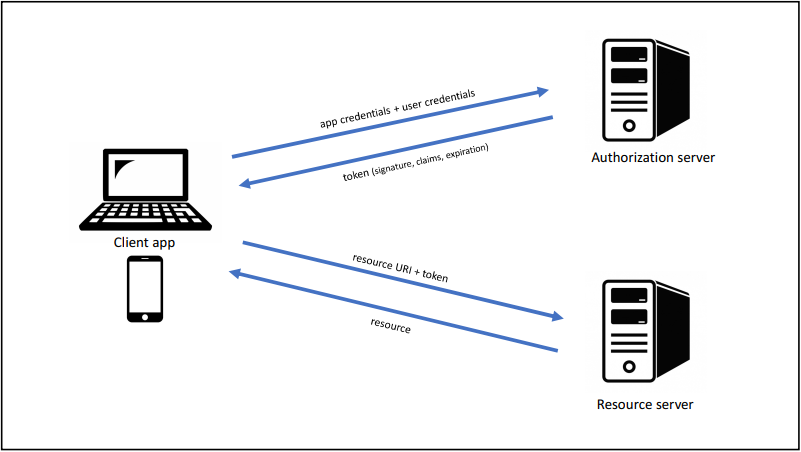 app credentials + user credentials
Authorization server
token (signature, claims, expiration)
Client app
resource URI + token
resource
Resource server